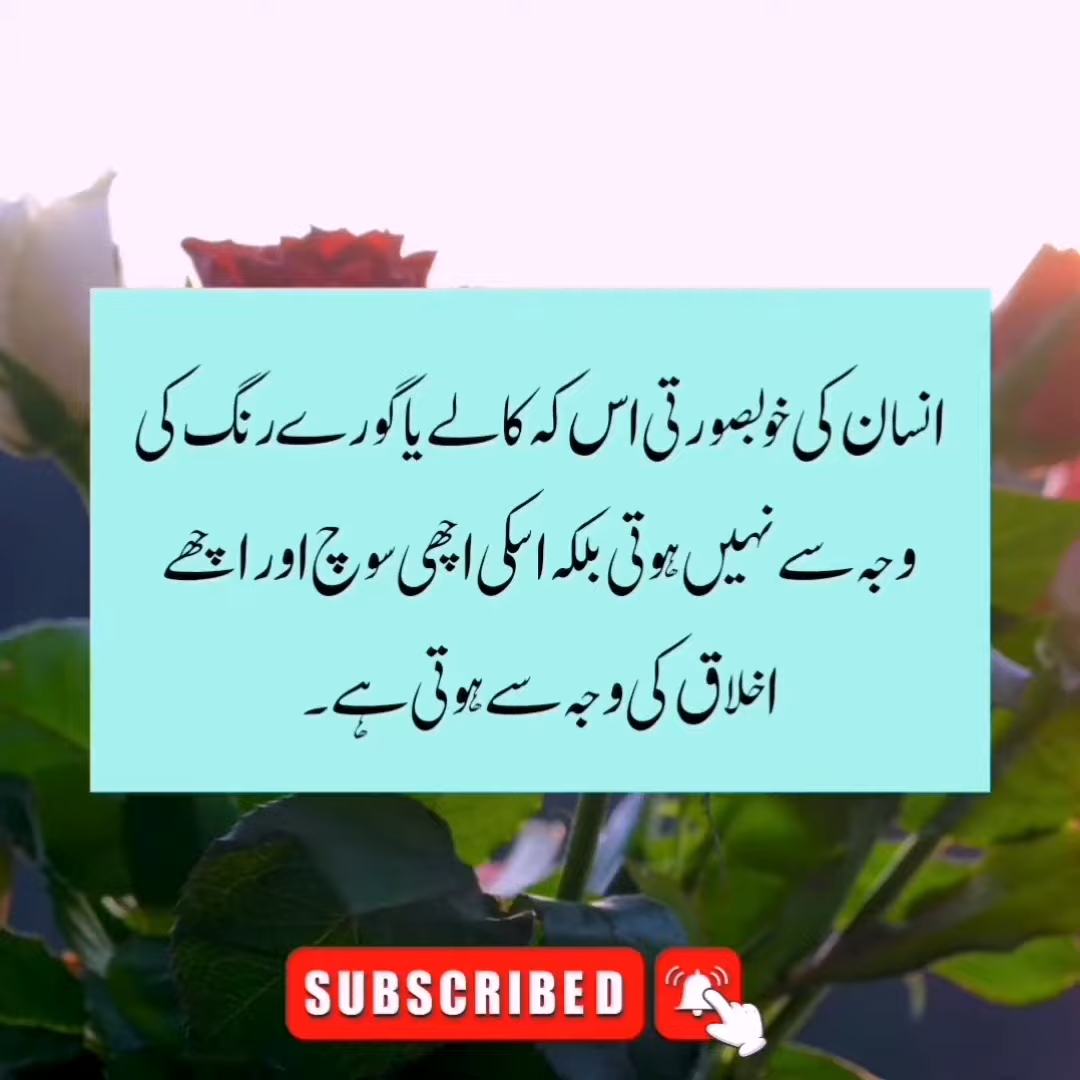 انسان کی خوبصورتی اس کہ کالے یا گورے رنگ کی
وجہ سے نہیں ہوتی بلکہ اسکی اچھی سوچ اور اچھے
اخلاق کی وجہ سے ہوتی ہے۔
SUBSCRIBED